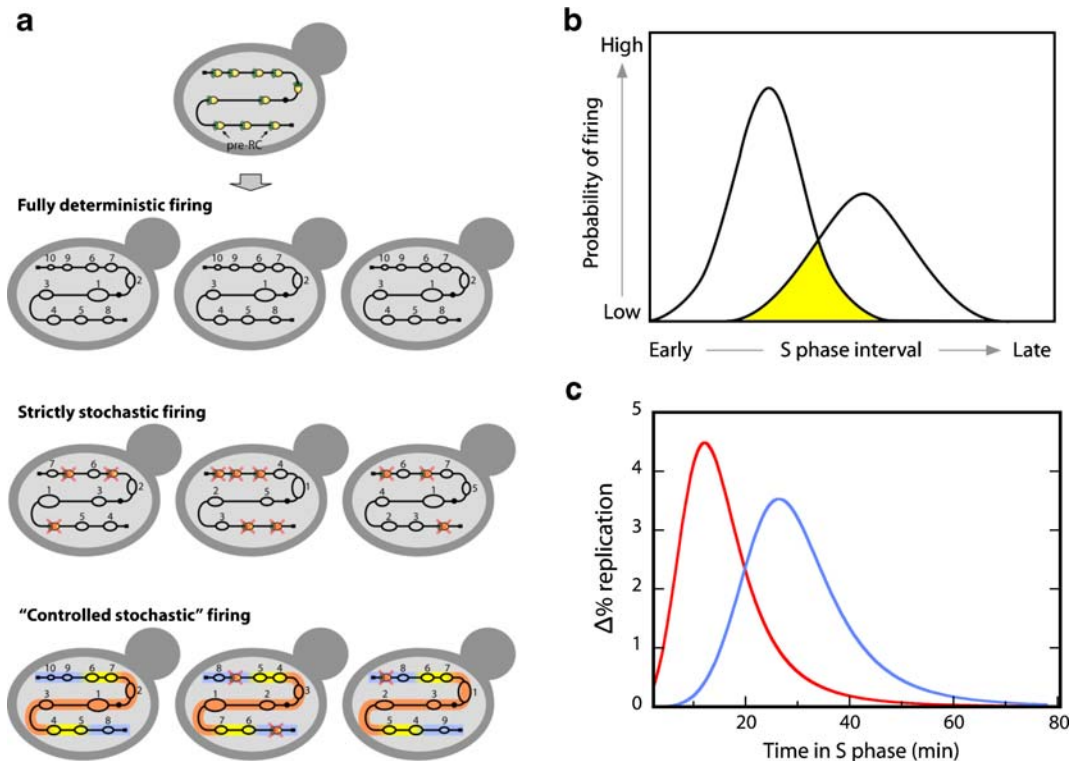 a
pre-RC
Fully deterministic firing
10 9 6 7
2
3 1
4 5 8
10 9 6 7
2
3 1
4 5 8
10 9 6 7
2
3 1
4 5 8
Strictly stochastic firing
7 6
2
1 3
5 4
4
1
2 5
3
6 7
5
4 1
2 3
“Controlled stochastic” firing
10 9 6 7
2
3 1
4 5 8
8 5 4
3
1 2
7 6
8 6 7
1
2 3
5 4 9
b
High
Probability of firing
Low
Early S phase interval Late
c
5
4
3
2
1
0
Δ% replication
20 40 60 80
Time in S phase (min)